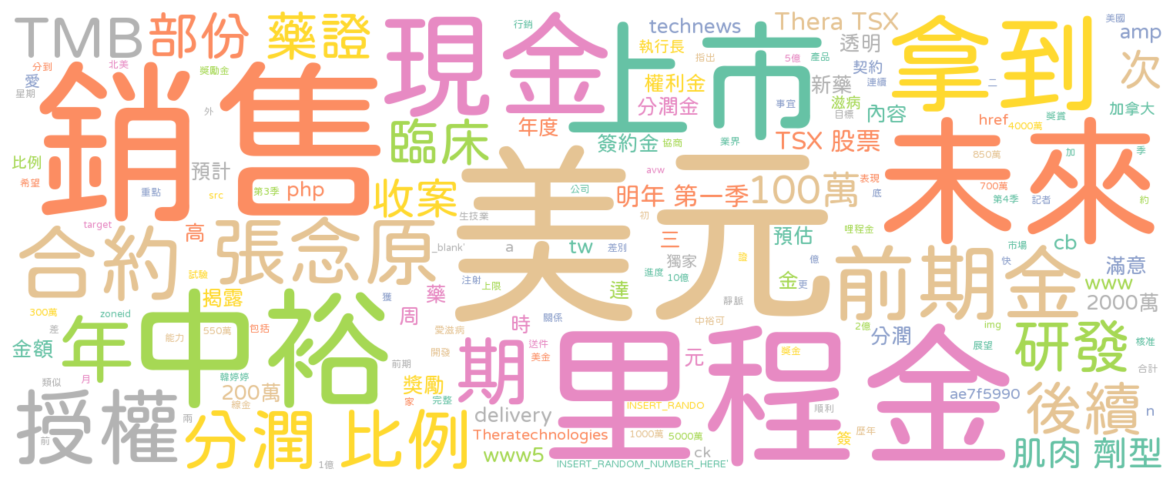 TMB 部份 藥證 現金 上市 拿到
行銷 technews Thera TSX 美國 amp
分到 北美 獎勵金 執行長 指出 5億 產品 透明 契約 連續 次
愛 星期 外 權利金 事宜 新藥 二
銷售 分潤金 滋病 目標 內容 加拿大
臨床 年度 簽約金 協商 業界 TSX 股票 href 4000萬 獎賞
比例 希望 預計 重點 src 第3季 php 收案 avw 850萬 加 季
美元 公司 明年 第一季 100萬 表現 底 700萬 第4季 記者 約
未來
target 高 生技業 初 里程金
合約 張念原 _blank' a tw 差別 三 預估 市場 快 cb
試驗 獨家 億 前期金 滿意
揭露 藥 注射 上限 達 進度 10億 金 更 www 2000萬
zoneid 獲 周 關係 靜脈
300萬 差 年 中裕 550萬 包括 能力 愛滋病 時 中裕可 2億 img 分潤 展望 研發 核准
金額 韓婷婷 前期 開發 送件 美金 期 元 獎金 合計
類似 月 200萬 獎勵 家 完整 里程金 ae7f5990 後續 n
授權 前 兩 delivery INSERT_RANDO 順利
分潤 比例 Theratechnologies 1000萬 5000萬 簽 歷年
1億 www5 INSERT_RANDOM_NUMBER_HERE' ck 肌肉 劑型